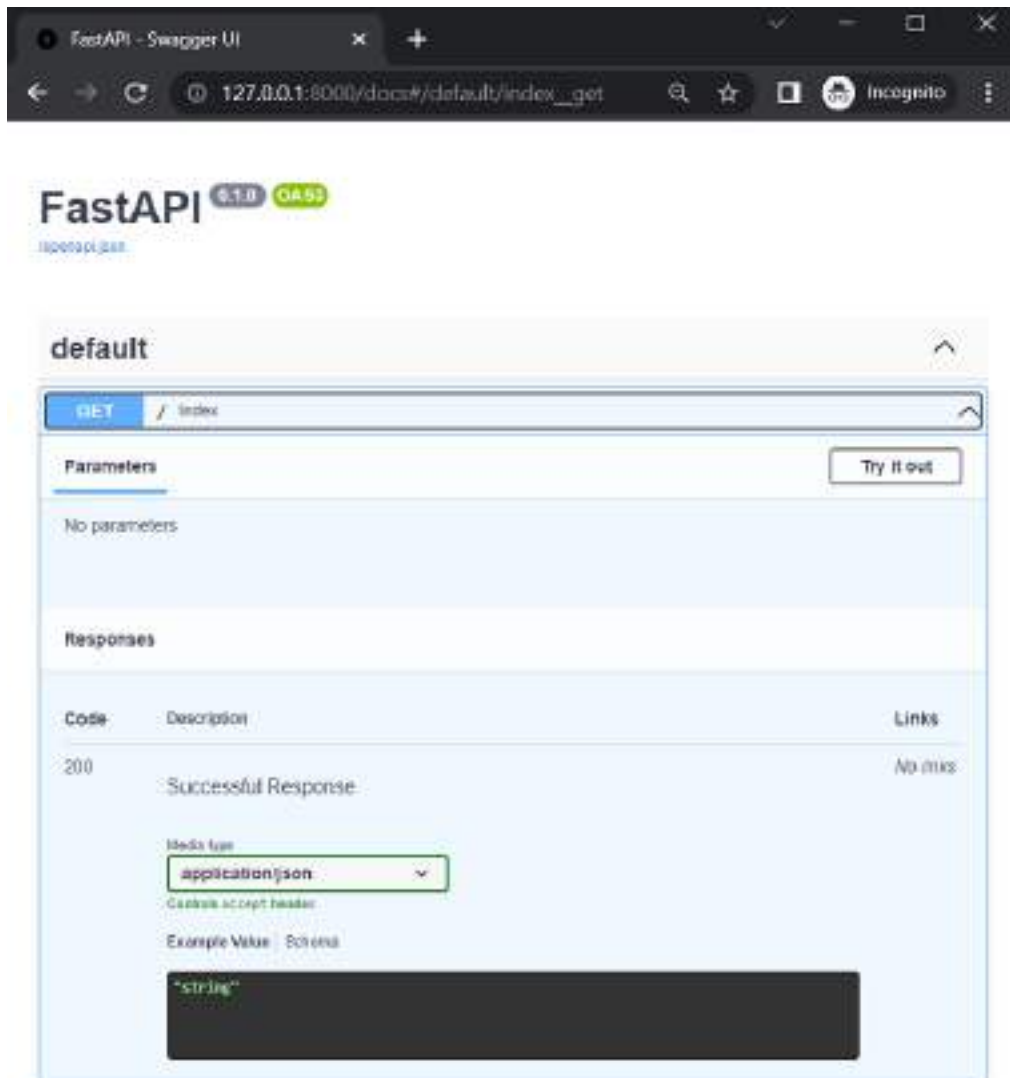 FastAPI - Swagger UI
127.0.0.1:8000/docs#/default/index__get
Incognito
FastAPI 0.1.0 OAS3
/openapi.json
default
GET / Index
Parameters
Try it out
No parameters
Responses
Code Description Links
200 Successful Response No links
Media type
application/json
Controls Accept header
Example Value Schema
"string"